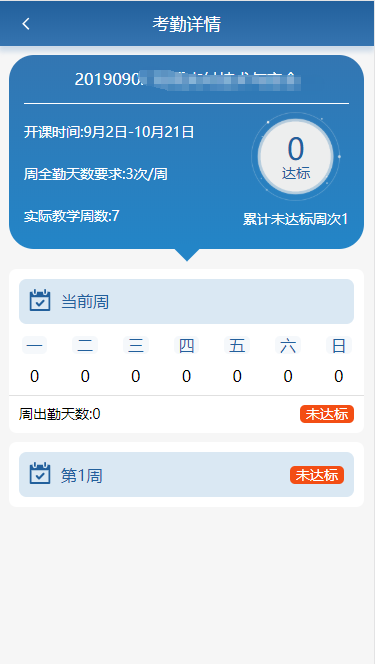 考勤详情
2019090
开课时间:9月2日-10月21日
周全勤天数要求:3次/周
实际教学周数:7
0
达标
累计未达标周次1
当前周
一 二 三 四 五 六 日
0 0 0 0 0 0 0
周出勤天数:0 未达标
第1周 未达标